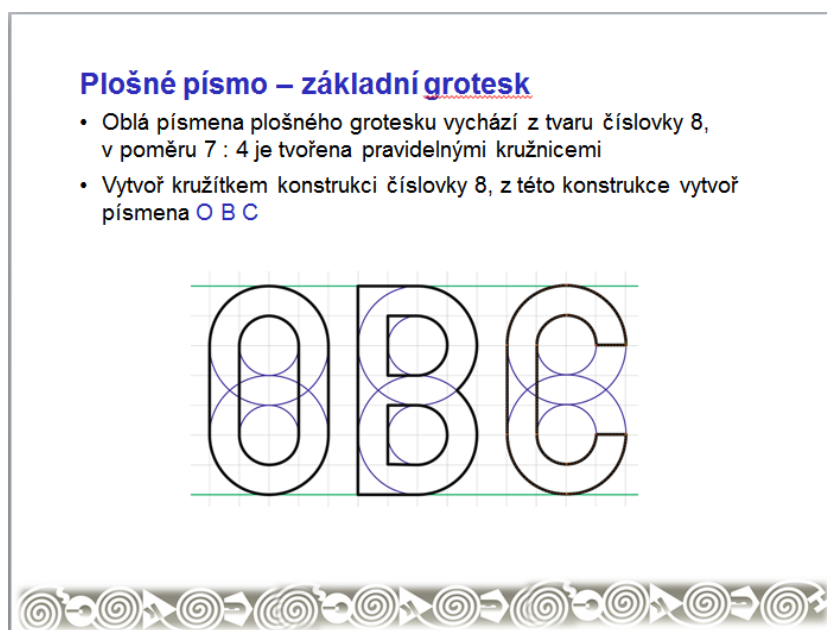 Plošné písmo – základní grotesk
• Oblá písmena plošného grotesku vychází z tvaru číslovky 8,
v poměru 7 : 4 je tvořena pravidelnými kružnicemi
• Vytvoř kružítkem konstrukci číslovky 8, z této konstrukce vytvoř
písmena O B C
OBC